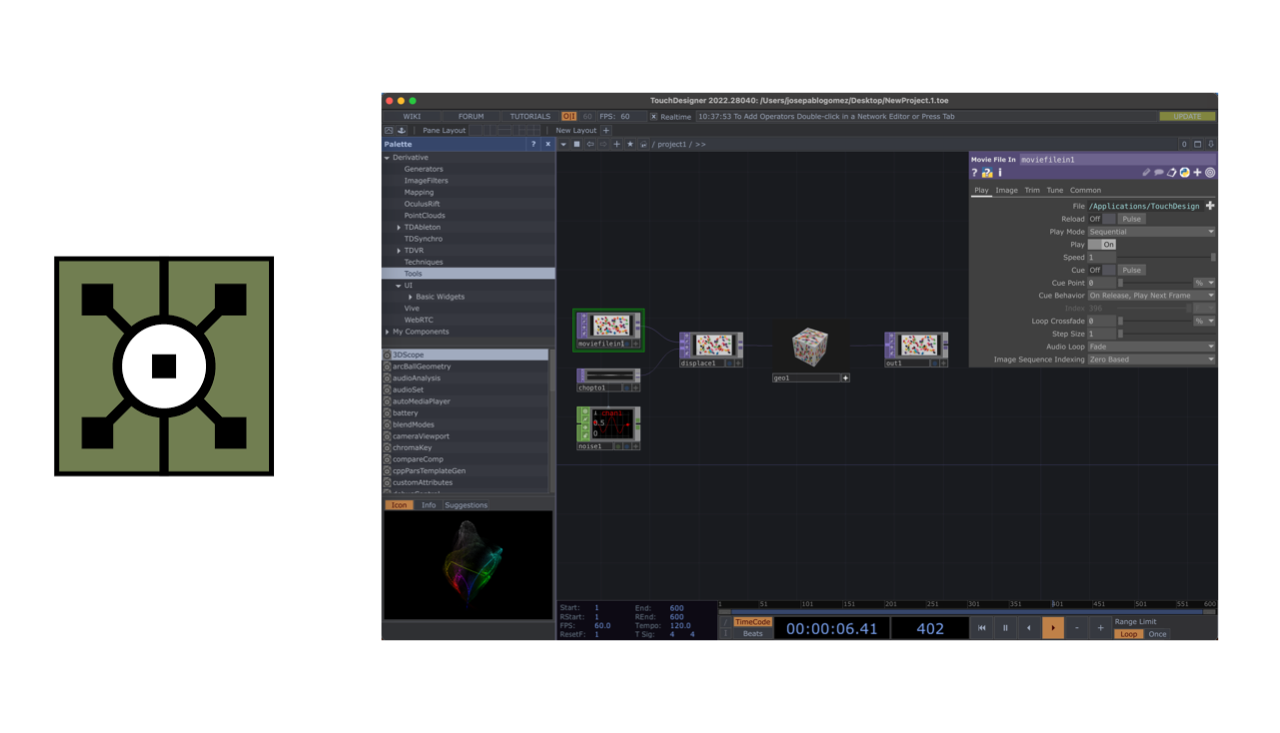 TouchDesigner 2022.28040: /Users/josepablogomez/Desktop/NewProject.1.toe
WIKI FORUM TUTORIALS O|I 60 FPS: 60 Realtime 10:37:53 To Add Operators Double-click in a Network Editor or Press Tab UPDATE
Pane Layout New Layout +
Palette ? × / project1 / >> 0
Derivative
Generators
ImageFilters
Mapping
OculusRift
PointClouds
TDAbleton
TDSynchro
TDVR
Techniques
Tools
UI
Basic Widgets
Vive
WebRTC
My Components
3DScope
arcBallGeometry
audioAnalysis
audioSet
autoMediaPlayer
battery
blendModes
cameraViewport
chromaKey
compareComp
cppParsTemplateGen
customAttributes
Icon Info Suggestions
moviefilein1
chopto1
1 chan1
0.5
0
noise1
displace1
geo1
out1
Movie File In moviefilein1
? i
Play Image Trim Tune Common
File /Applications/TouchDesign
Reload Off Pulse
Play Mode Sequential
Play On
Speed 1
Cue Off Pulse
Cue Point 0 %
Cue Behavior On Release, Play Next Frame
Index 398
Loop Crossfade 0 %
Step Size 1
Audio Loop Fade
Image Sequence Indexing Zero Based
Start: 1 End: 600
RStart: 1 REnd: 600
FPS: 60.0 Tempo: 120.0
ResetF: 1 T Sig: 4 4
1 51 101 151 201 251 301 351 401 451 501 551 600
TimeCode
Beats
00:00:06.41 402
- +
Range Limit
Loop Once